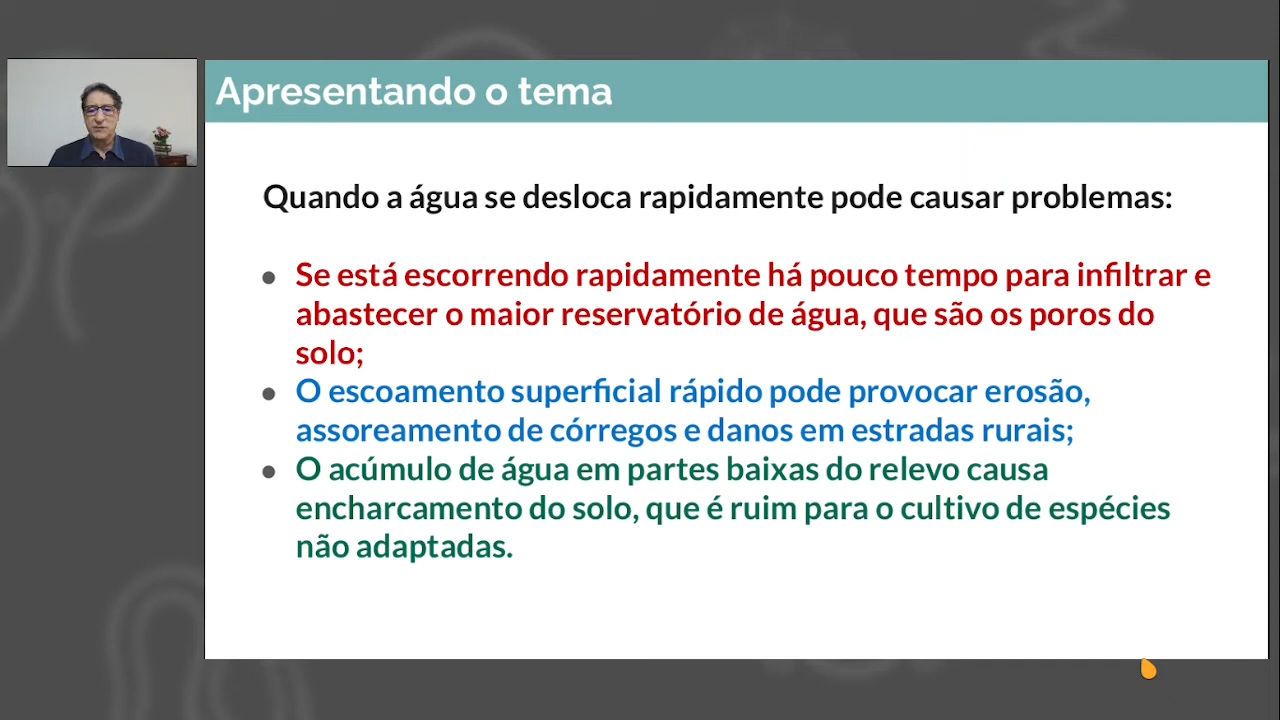 Apresentando o tema
Quando a água se desloca rapidamente pode causar problemas:
Se está escorrendo rapidamente há pouco tempo para infiltrar e
abastecer o maior reservatório de água, que são os poros do
solo;
O escoamento superficial rápido pode provocar erosão,
assoreamento de córregos e danos em estradas rurais;
O acúmulo de água em partes baixas do relevo causa
encharcamento do solo, que é ruim para o cultivo de espécies
não adaptadas.